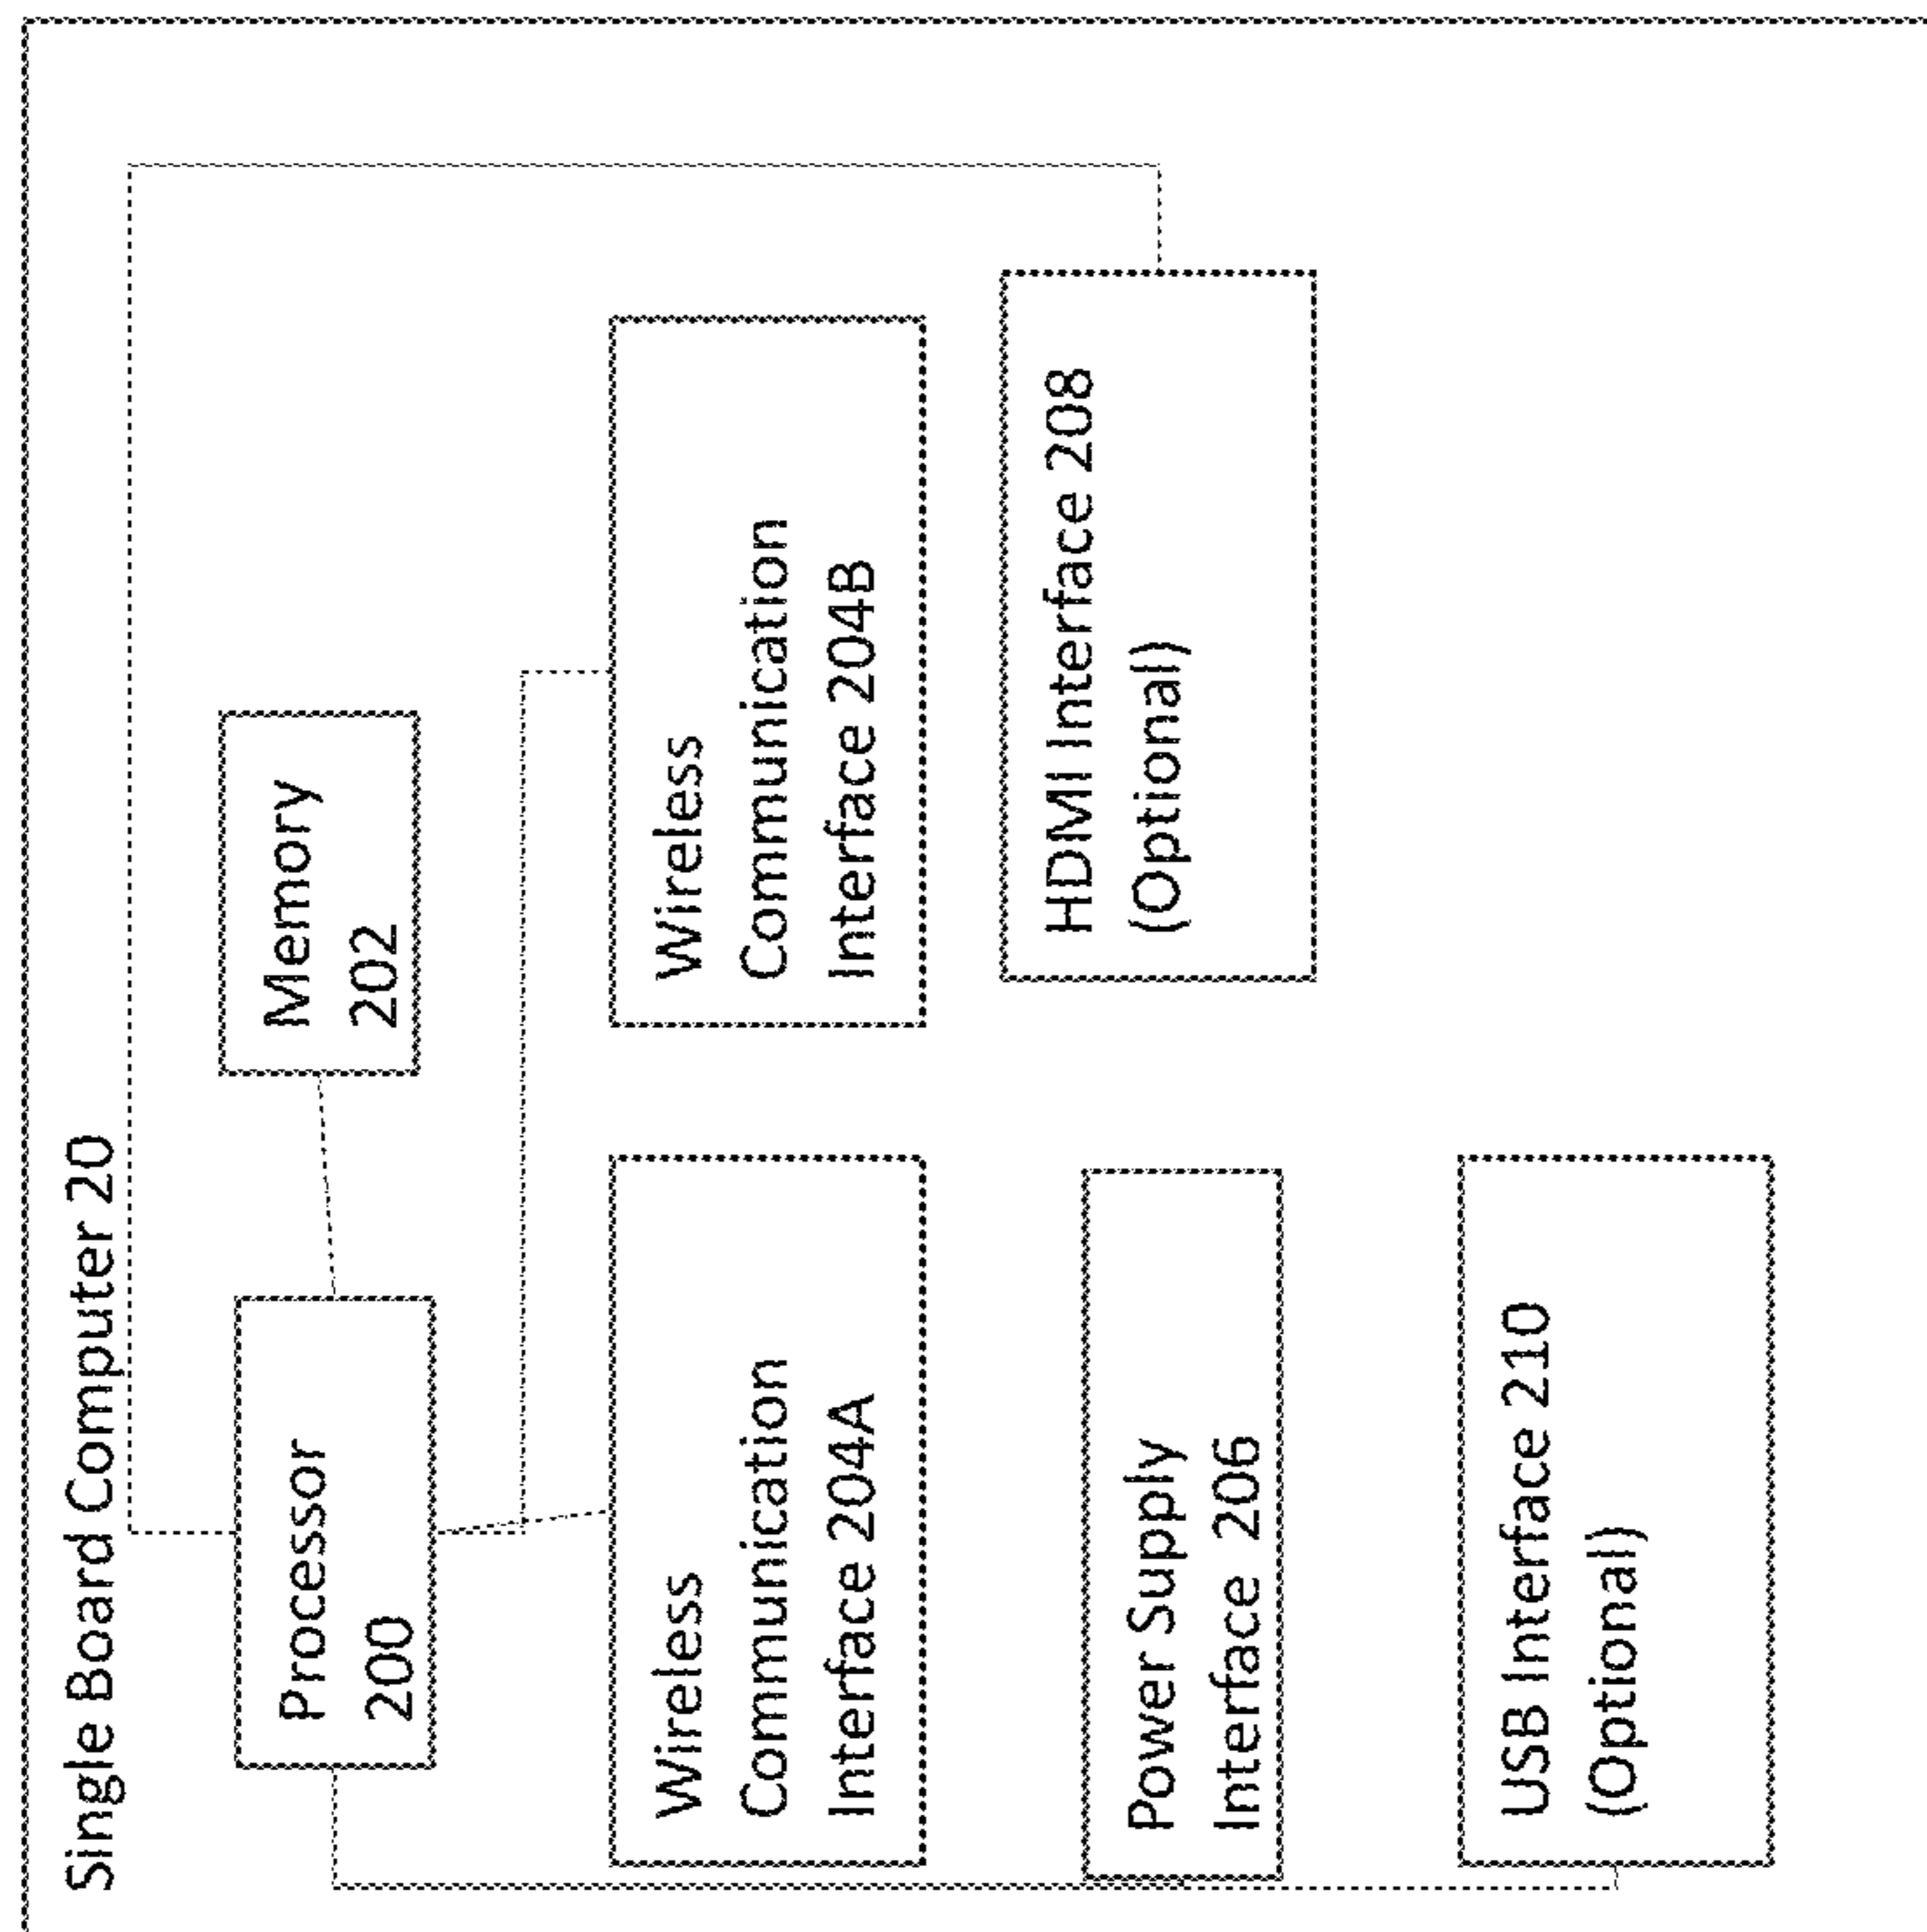 Single Board Computer 20
Processor
200
Memory
202
Wireless
Communication
Interface 204A
Wireless
Communication
Interface 204B
Power Supply
Interface 206
HDMI Interface 208
(Optional)
USB Interface 210
(Optional)